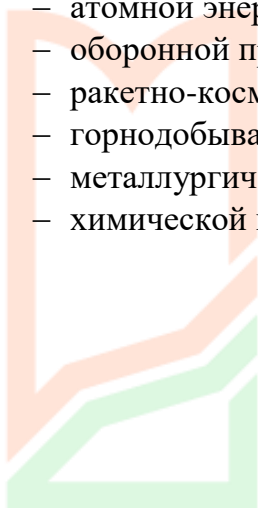 – атомной энер
– оборонной п
– ракетно-косм
– горнодобыва
– металлургич
– химической